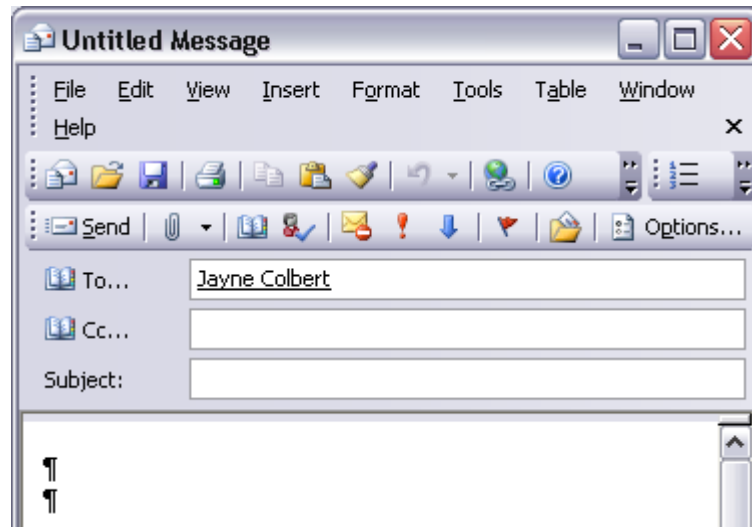 Untitled Message
File Edit View Insert Format Tools Table Window
Help
Send Options...
To... Jayne Colbert
Cc...
Subject:
¶
¶